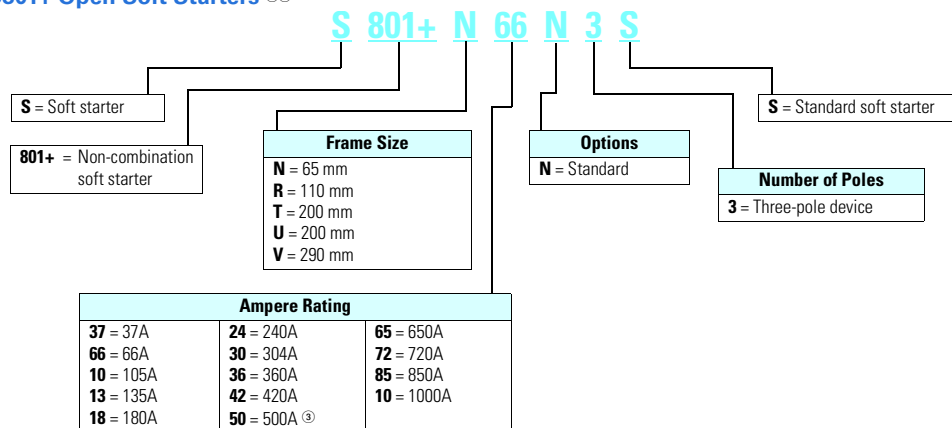 Open Soft Starters ①②
S 801+ N 66 N 3 S
S = Soft starter
S = Standard soft starter
801+ = Non-combination
soft starter
Frame Size
N = 65 mm
R = 110 mm
T = 200 mm
U = 200 mm
V = 290 mm
Options
N = Standard
Number of Poles
3 = Three-pole device
Ampere Rating
37 = 37A
66 = 66A
10 = 105A
13 = 135A
18 = 180A
24 = 240A
30 = 304A
36 = 360A
42 = 420A
50 = 500A ③
65 = 650A
72 = 720A
85 = 850A
10 = 1000A